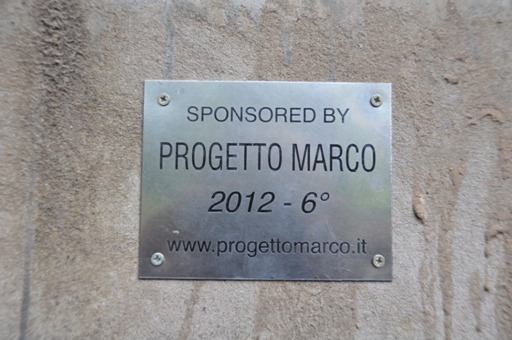 SPONSORED BY
PROGETTO MARCO
2012 - 6°
www.progettomarco.it